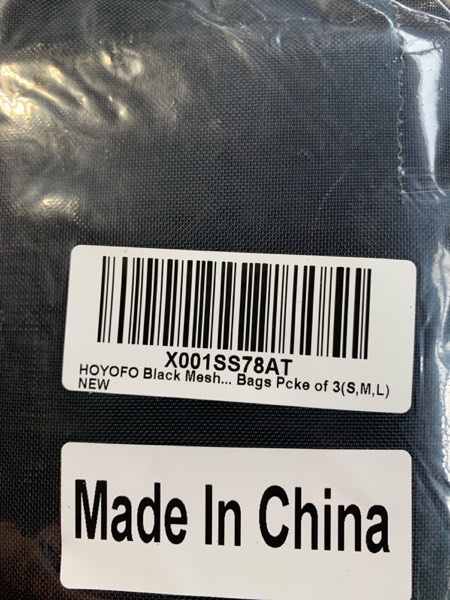 X001SS78AT
HOYOFO Black Mesh... Bags Pcke of 3(S,M,L)
NEW
Made In China